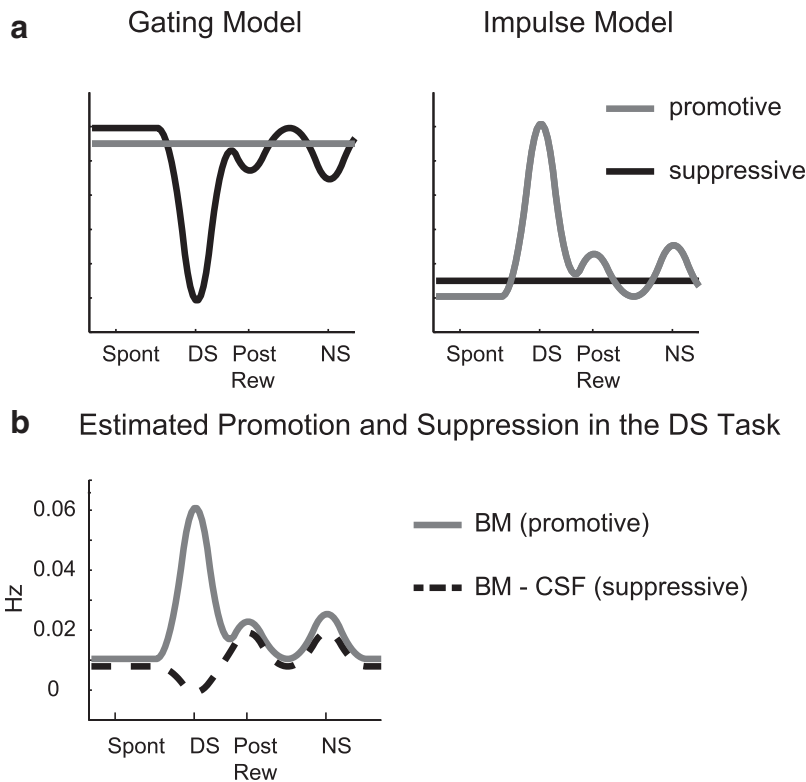 a
Gating Model
Impulse Model
promotive
suppressive
Spont DS Post NS
Rew
Spont DS Post NS
Rew
b
Estimated Promotion and Suppression in the DS Task
0.06
0.04
0.02
0
Hz
BM (promotive)
BM - CSF (suppressive)
Spont DS Post NS
Rew